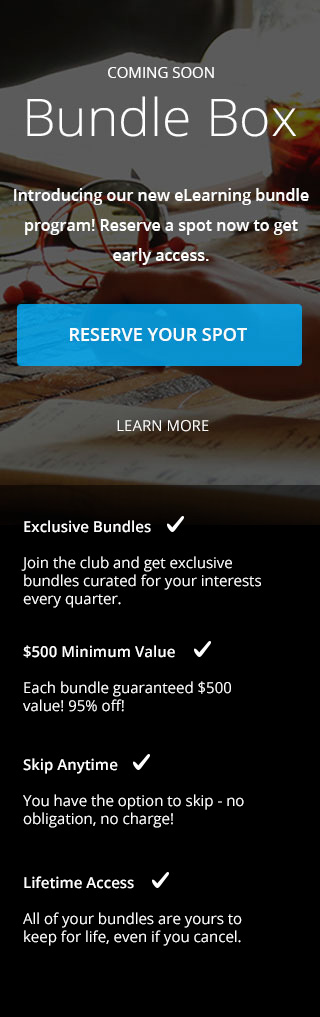 COMING SOON
Bundle Box
Introducing our new eLearning bundle
program! Reserve a spot now to get
early access.
RESERVE YOUR SPOT
LEARN MORE
Exclusive Bundles
Join the club and get exclusive
bundles curated for your interests
every quarter.
$500 Minimum Value
Each bundle guaranteed $500
value! 95% off!
Skip Anytime
You have the option to skip - no
obligation, no charge!
Lifetime Access
All of your bundles are yours to
keep for life, even if you cancel.